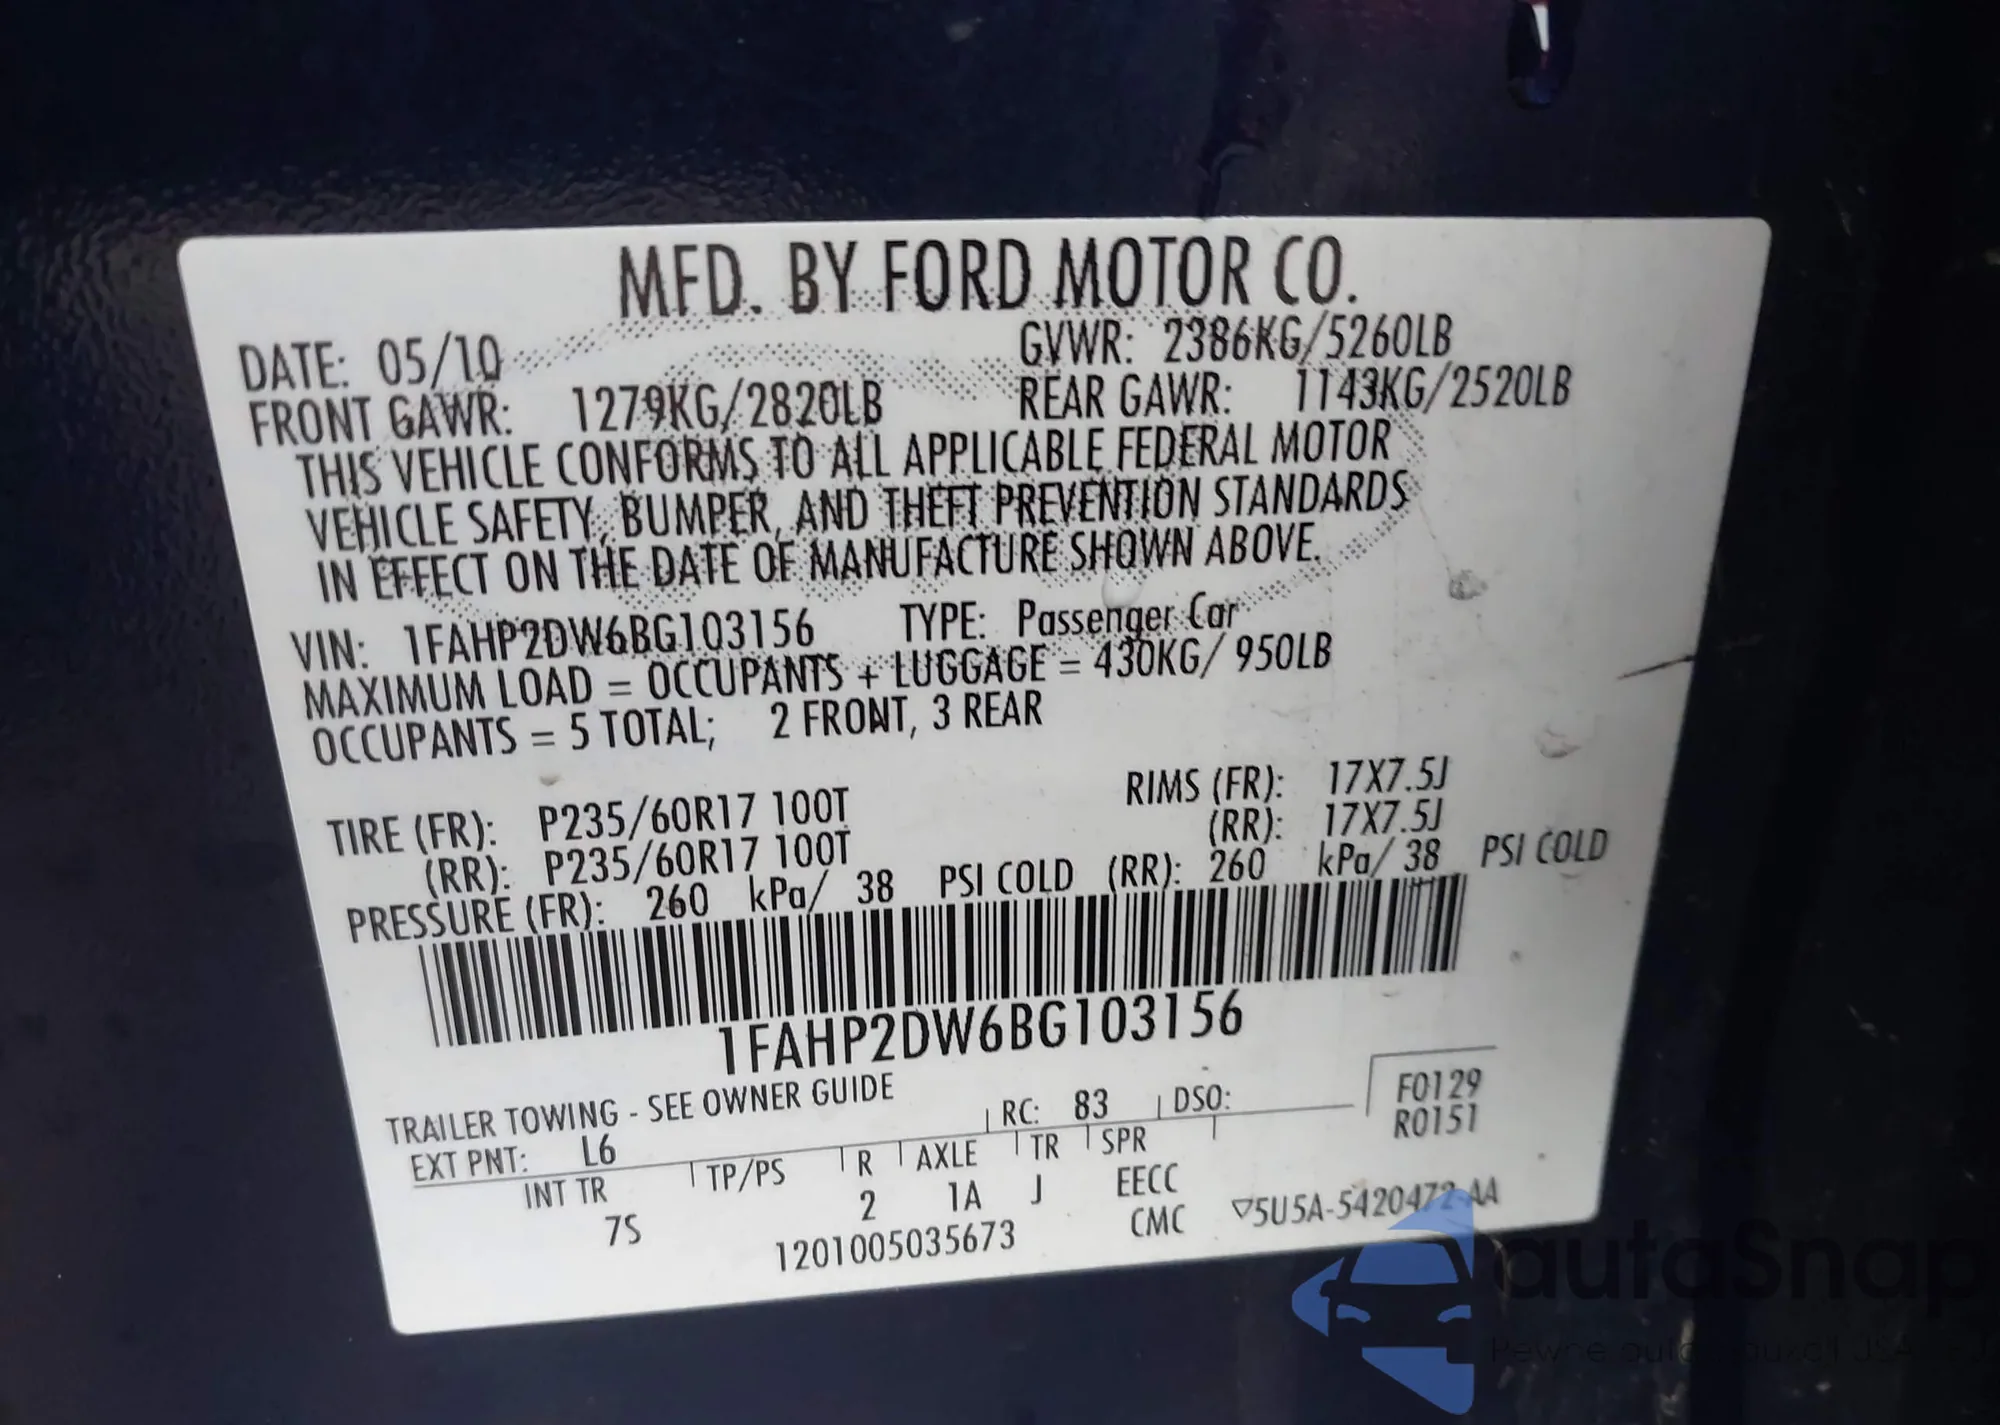 MFD. BY FORD MOTOR CO.
DATE: 05/10 GVWR: 2386KG/5260LB
FRONT GAWR: 1279KG/2820LB REAR GAWR: 1143KG/2520LB
THIS VEHICLE CONFORMS TO ALL APPLICABLE FEDERAL MOTOR
VEHICLE SAFETY, BUMPER, AND THEFT PREVENTION STANDARDS
IN EFFECT ON THE DATE OF MANUFACTURE SHOWN ABOVE.
VIN: 1FAHP2DW6BG103156 TYPE: Passenger Car
MAXIMUM LOAD = OCCUPANTS + LUGGAGE = 430KG/ 950LB
OCCUPANTS = 5 TOTAL; 2 FRONT, 3 REAR
TIRE (FR): P235/60R17 100T RIMS (FR): 17X7.5J
(RR): P235/60R17 100T (RR): 17X7.5J
PRESSURE (FR): 260 kPa/ 38 PSI COLD (RR): 260 kPa/ 38 PSI COLD
1FAHP2DW6BG103156
TRAILER TOWING - SEE OWNER GUIDE RC: 83 DSO: F0129
EXT PNT: L6 R0151
INT TR TP/PS R AXLE TR SPR
7S 2 1A J EECC
1201005035673 CMC ▽5U5A-5420472-AA
autoSnap